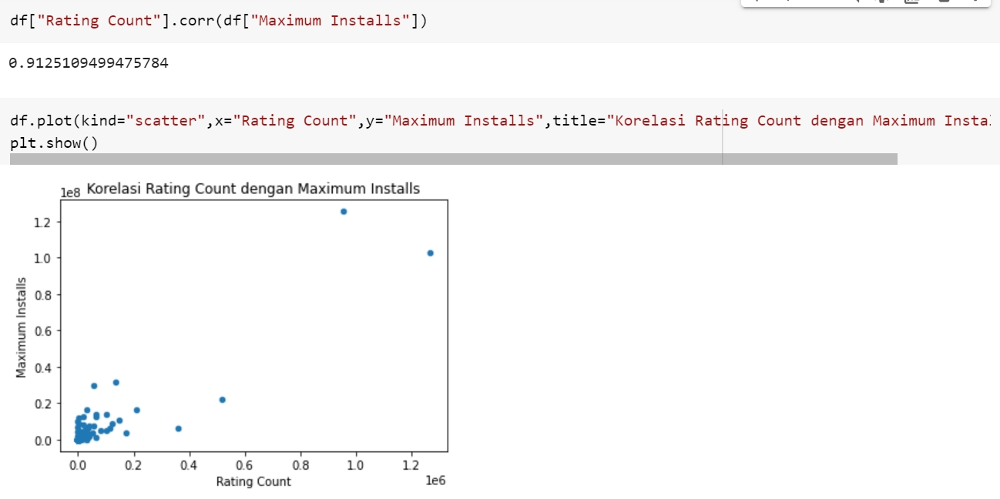 df["Rating Count"].corr(df["Maximum Installs"])
0.9125109499475784
df.plot(kind="scatter",x="Rating Count",y="Maximum Installs",title="Korelasi Rating Count dengan Maximum Instal
plt.show()
1e8 Korelasi Rating Count dengan Maximum Installs
1.2
1.0
0.8
0.6
0.4
0.2
0.0
Maximum Installs
0.0 0.2 0.4 0.6 0.8 1.0 1.2
Rating Count 1e6